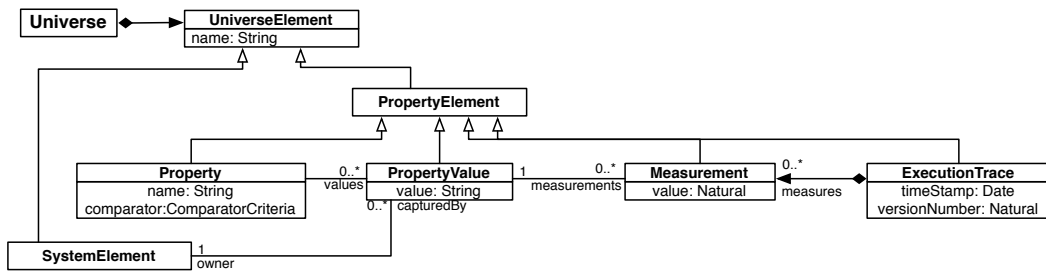 Universe
UniverseElement
name: String
PropertyElement
Property
name: String
comparator:ComparatorCriteria
0..*
values
PropertyValue
value: String
0..*
capturedBy
1
0..*
measurements
Measurement
value: Natural
0..*
measures
ExecutionTrace
timeStamp: Date
versionNumber: Natural
SystemElement
1
owner